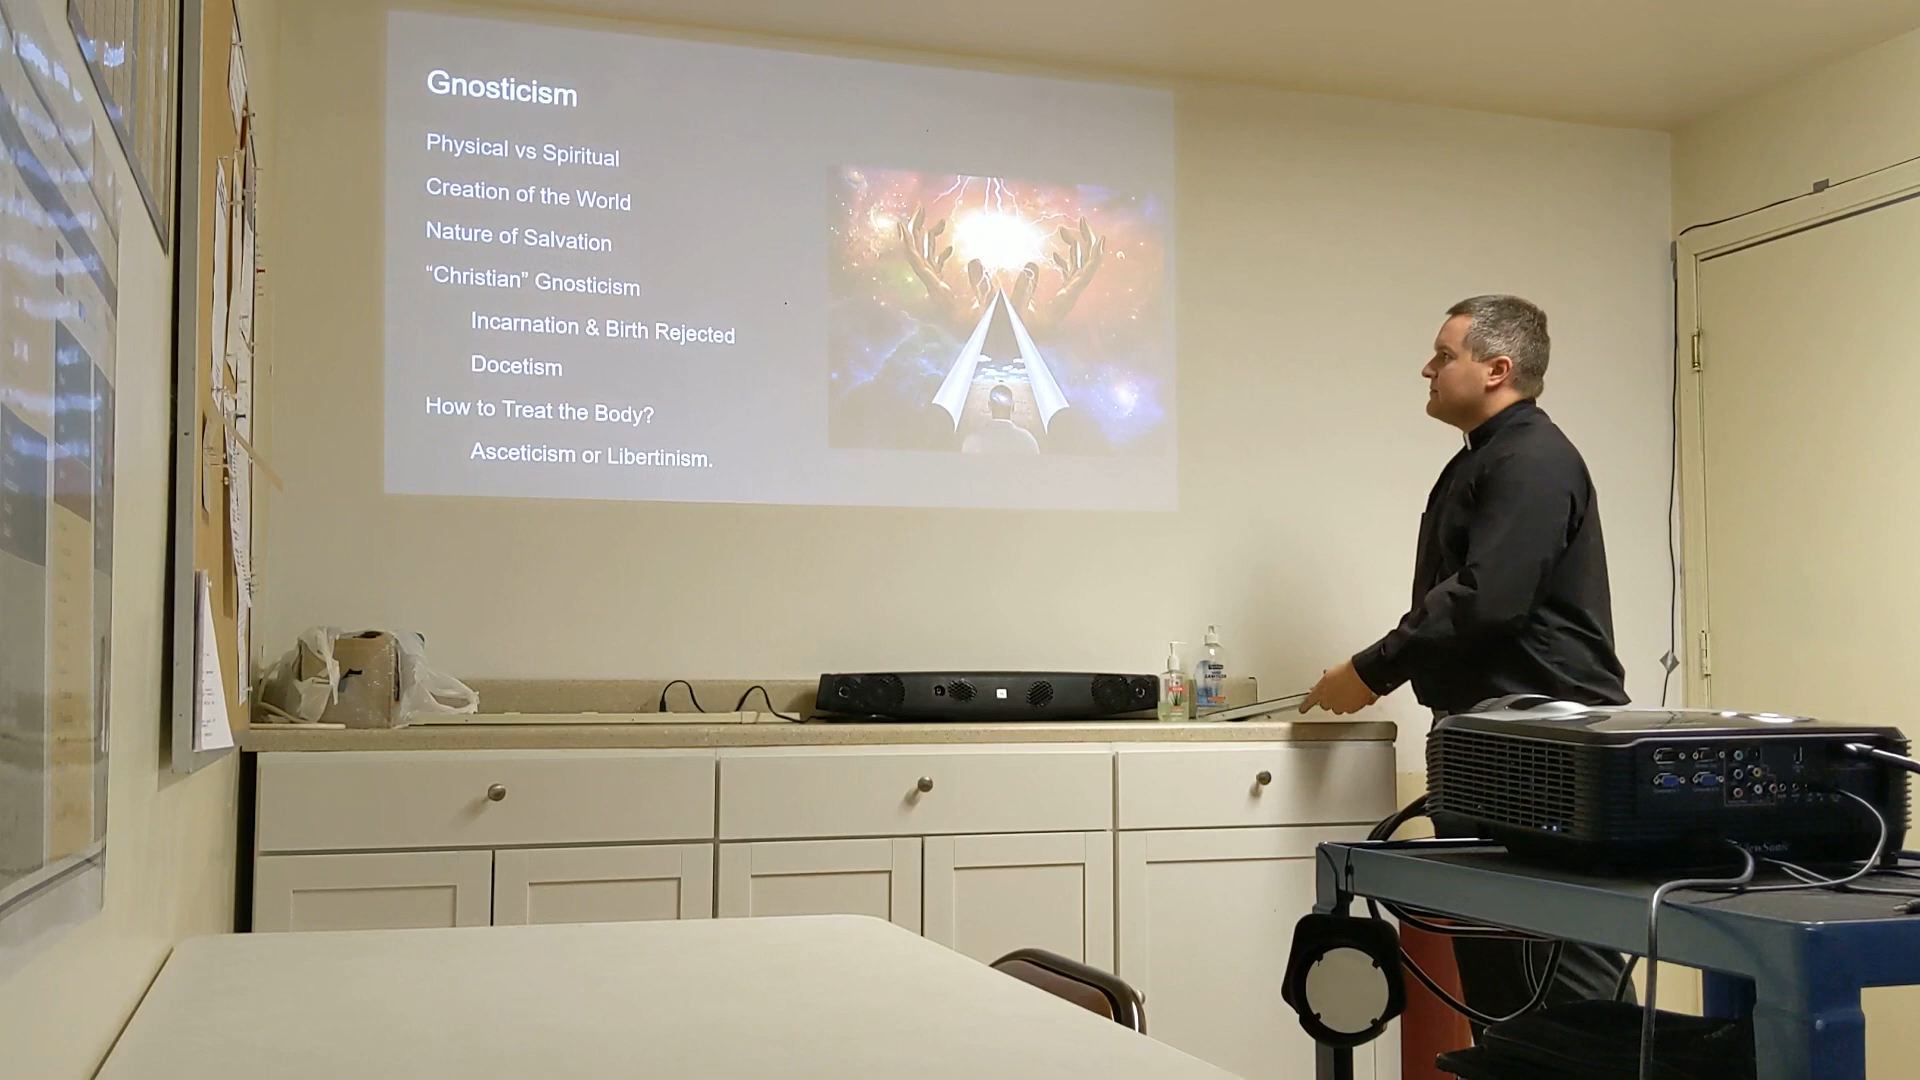 Gnosticism
Physical vs Spiritual
Creation of the World
Nature of Salvation
“Christian” Gnosticism
Incarnation & Birth Rejected
Docetism
How to Treat the Body?
Asceticism or Libertinism.
ViewSonic